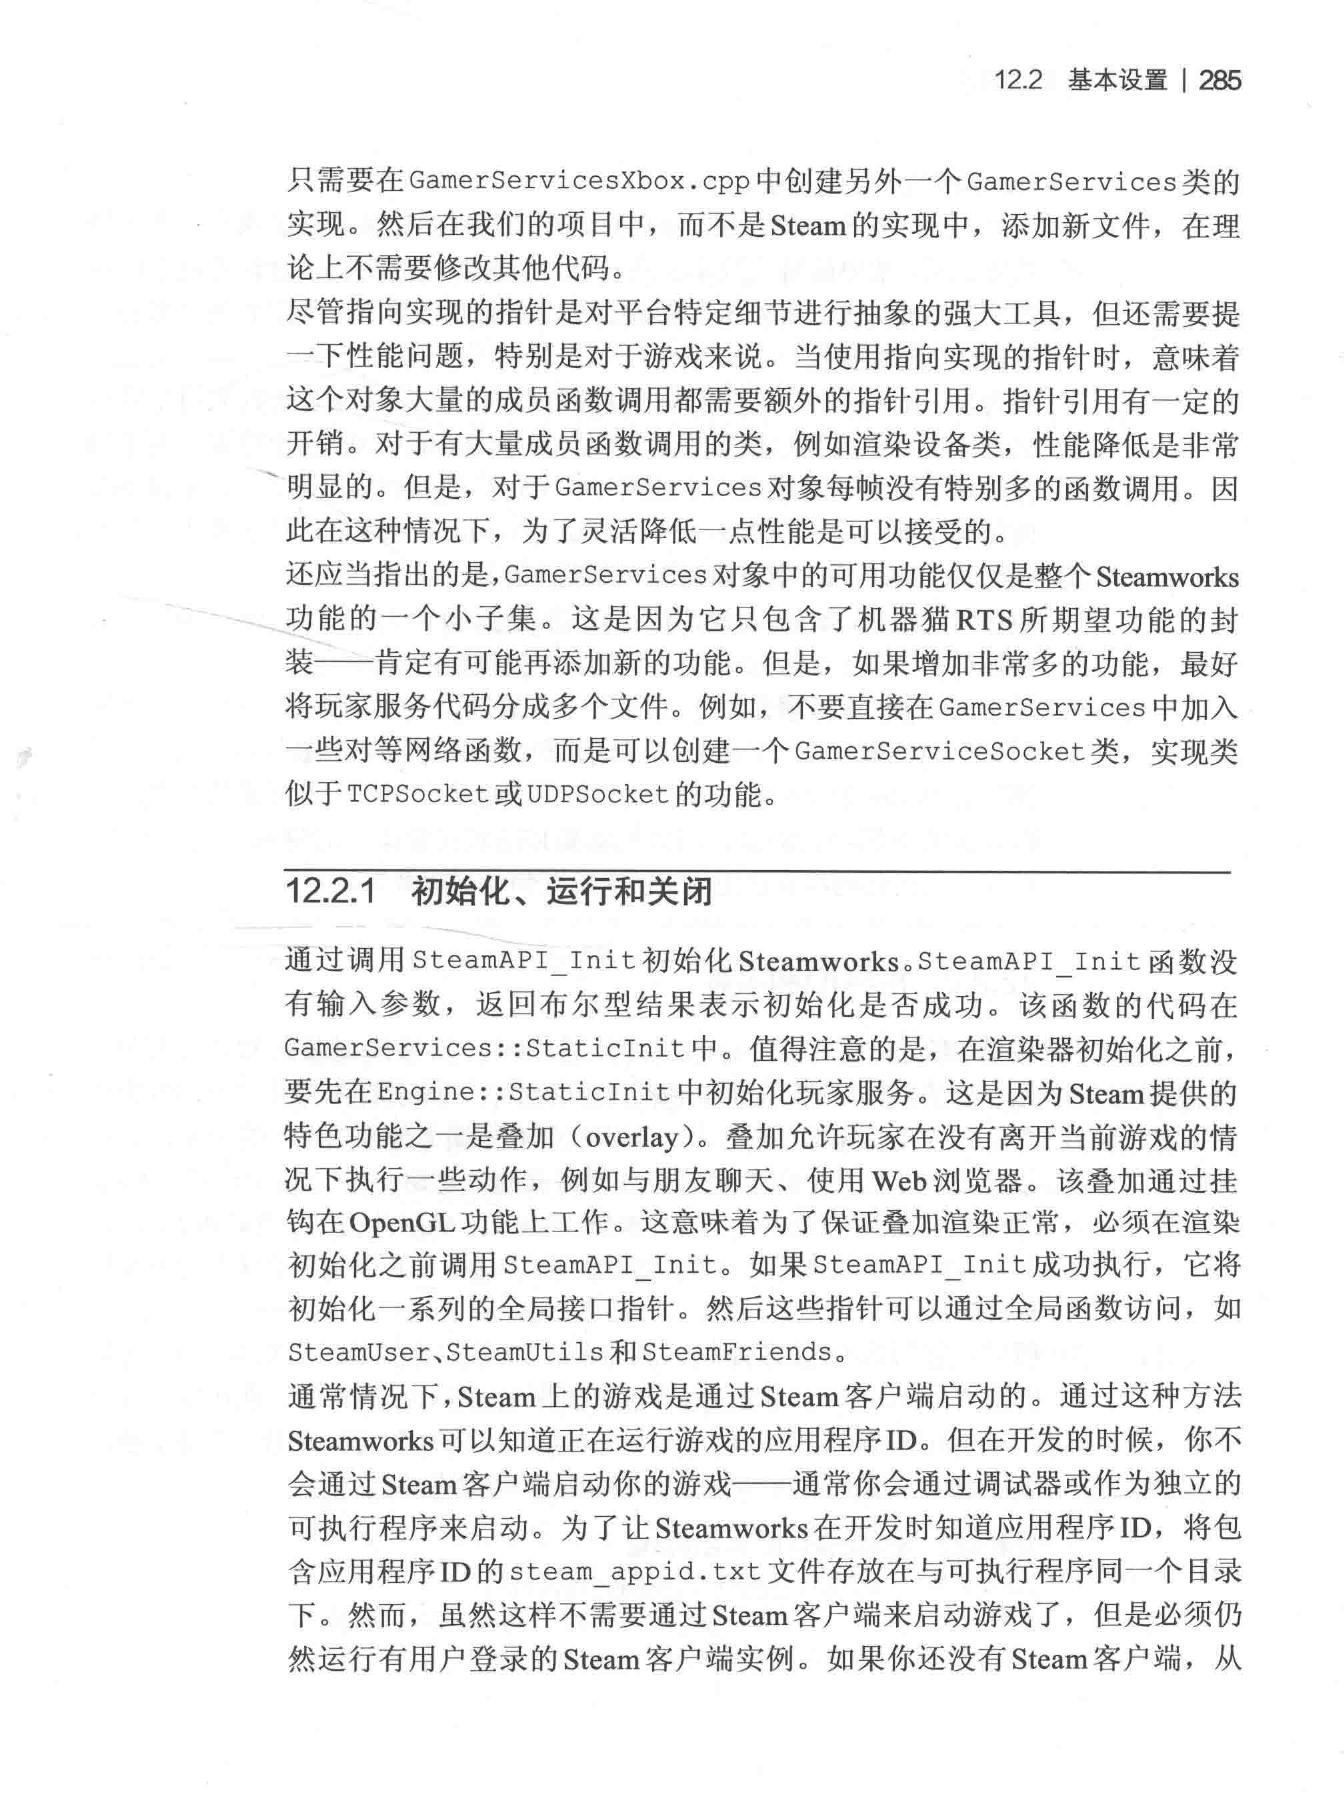 12.2 基本设置 | 285
只需要在GamerServicesXbox.cpp中创建另外一个GamerServices类的
实现。然后在我们的项目中，而不是Steam的实现中，添加新文件，在理
论上不需要修改其他代码。
尽管指向实现的指针是对平台特定细节进行抽象的强大工具，但还需要提
一下性能问题，特别是对于游戏来说。当使用指向实现的指针时，意味着
这个对象大量的成员函数调用都需要额外的指针引用。指针引用有一定的
开销。对于有大量成员函数调用的类，例如渲染设备类，性能降低是非常
明显的。但是，对于GamerServices对象每帧没有特别多的函数调用。因
此在这种情况下，为了灵活降低一点性能是可以接受的。
还应当指出的是，GamerServices对象中的可用功能仅仅是整个Steamworks
功能的一个小子集。这是因为它只包含了机器猫RTS所期望功能的封
装——肯定有可能再添加新的功能。但是，如果增加非常多的功能，最好
将玩家服务代码分成多个文件。例如，不要直接在GamerServices中加入
一些对等网络函数，而是可以创建一个GamerServiceSocket类，实现类
似于TCPSocket或UDPSocket的功能。
12.2.1 初始化、运行和关闭
通过调用SteamAPI_Init初始化Steamworks。SteamAPI_Init函数没
有输入参数，返回布尔型结果表示初始化是否成功。该函数的代码在
GamerServices::StaticInit中。值得注意的是，在渲染器初始化之前，
要先在Engine::StaticInit中初始化玩家服务。这是因为Steam提供的
特色功能之一是叠加（overlay）。叠加允许玩家在没有离开当前游戏的情
况下执行一些动作，例如与朋友聊天、使用Web浏览器。该叠加通过挂
钩在OpenGL功能上工作。这意味着为了保证叠加渲染正常，必须在渲染
初始化之前调用SteamAPI_Init。如果SteamAPI_Init成功执行，它将
初始化一系列的全局接口指针。然后这些指针可以通过全局函数访问，如
SteamUser、SteamUtils和SteamFriends。
通常情况下，Steam上的游戏是通过Steam客户端启动的。通过这种方法
Steamworks可以知道正在运行游戏的应用程序ID。但在开发的时候，你不
会通过Steam客户端启动你的游戏——通常你会通过调试器或作为独立的
可执行程序来启动。为了让Steamworks在开发时知道应用程序ID，将包
含应用程序ID的steam_appid.txt文件存放在与可执行程序同一个目录
下。然而，虽然这样不需要通过Steam客户端来启动游戏了，但是必须仍
然运行有用户登录的Steam客户端实例。如果你还没有Steam客户端，从